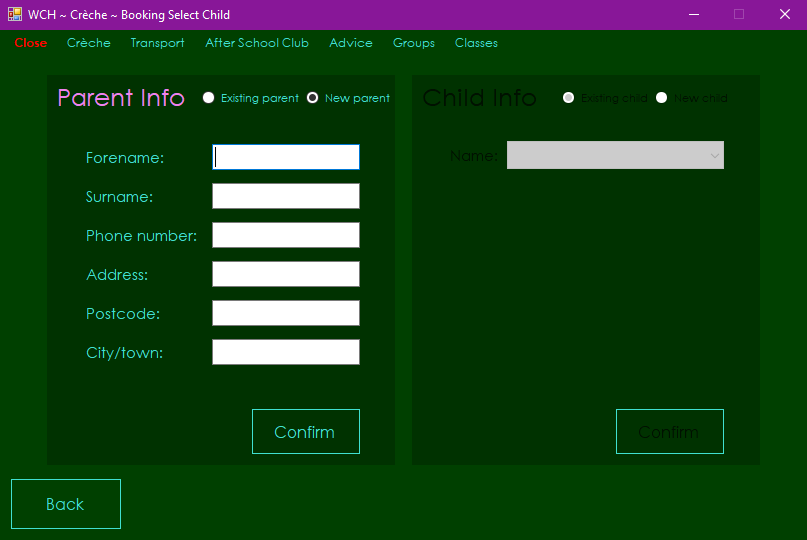 WCH ~ Crèche ~ Booking Select Child
Close Crèche Transport After School Club Advice Groups Classes
Parent Info Existing parent New parent
Forename:
Surname:
Phone number:
Address:
Postcode:
City/town:
Confirm
Child Info Existing child New child
Name:
Confirm
Back